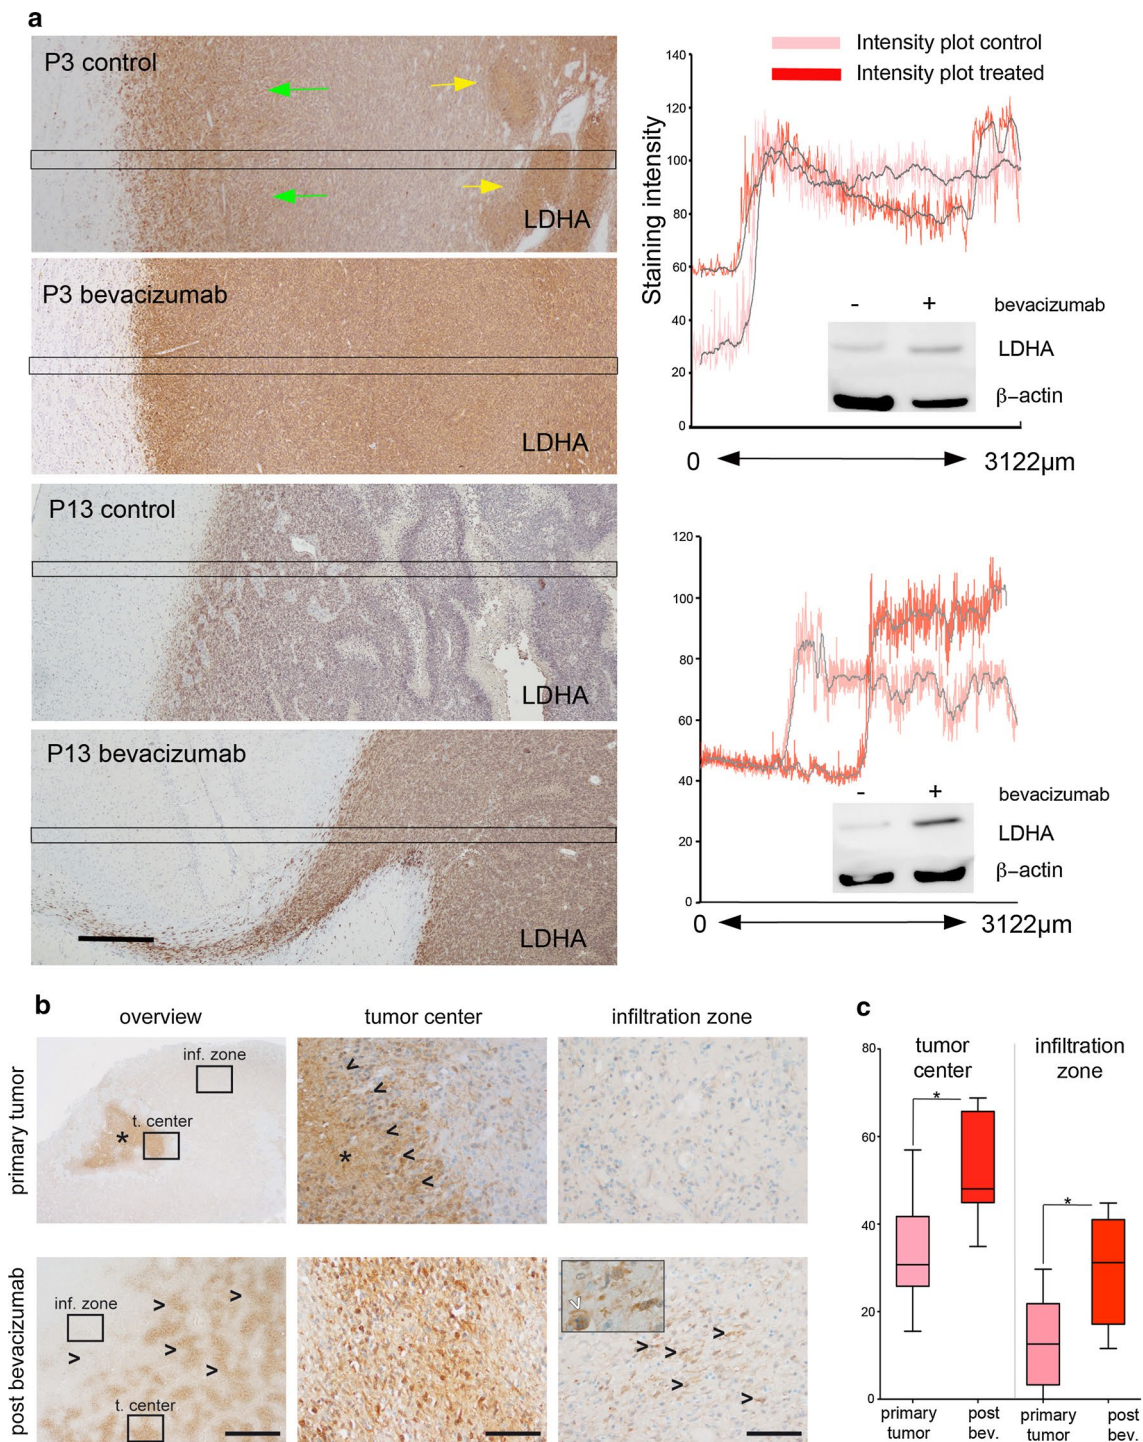 a
P3 control
LDHA
P3 bevacizumab
LDHA
P13 control
LDHA
P13 bevacizumab
LDHA
Intensity plot control
Intensity plot treated
Staining intensity
140
120
100
80
60
40
20
0
- + bevacizumab
LDHA
β-actin
0 3122µm
120
100
80
60
40
20
0
- + bevacizumab
LDHA
β-actin
0 3122µm
b
overview tumor center infiltration zone
primary tumor
inf. zone
t. center
*
*
post bevacizumab
inf. zone
t. center
c
tumor center
infiltration zone
80
60
40
20
0
*
*
primary tumor
post bev.
primary tumor
post bev.